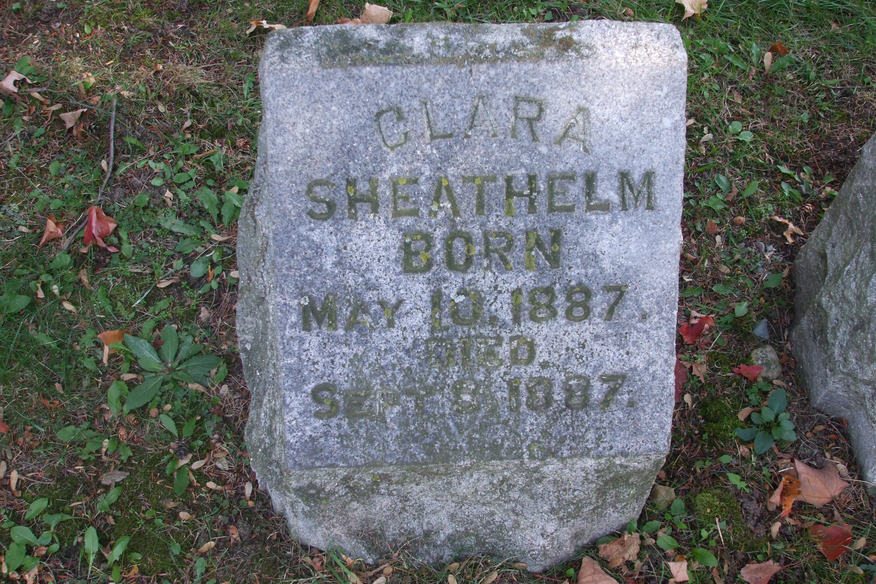 CLARA
SHEATHELM
BORN
MAY 10. 1887.
DIED
SEPT 8. 1887.